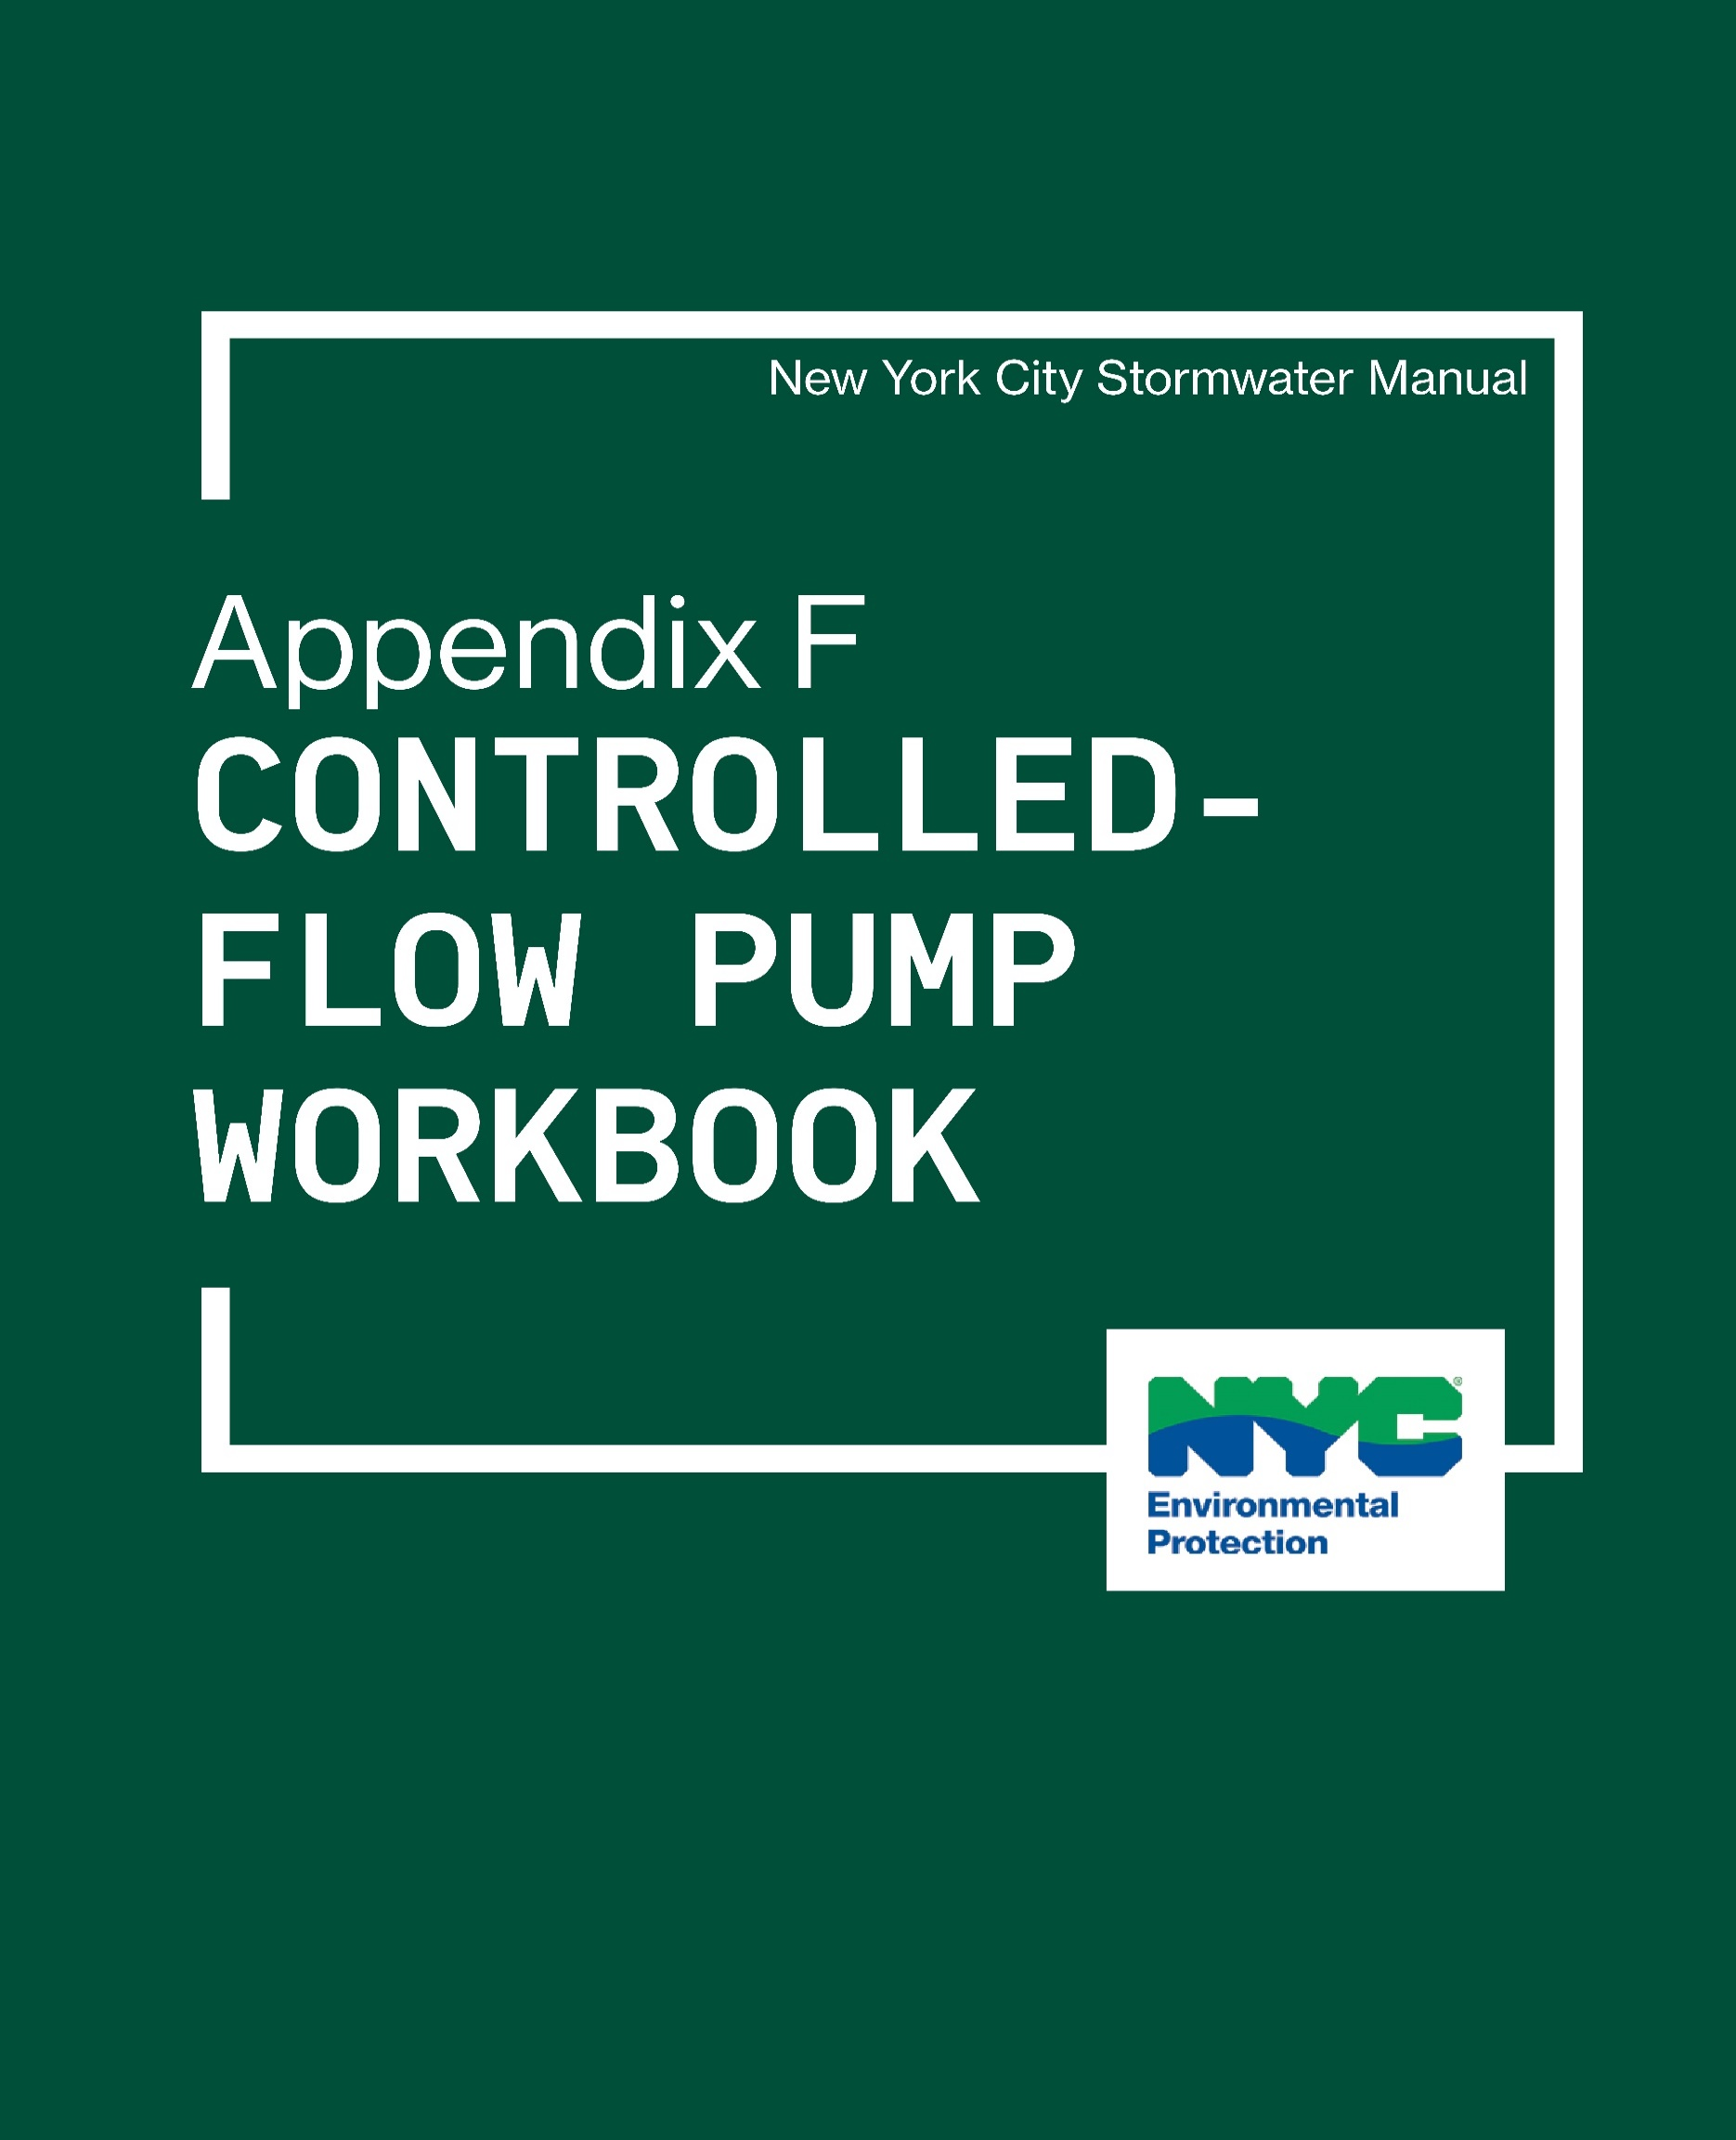 New York City Stormwater Manual
Appendix F
CONTROLLED-
FLOW PUMP
WORKBOOK
NYC®
Environmental
Protection